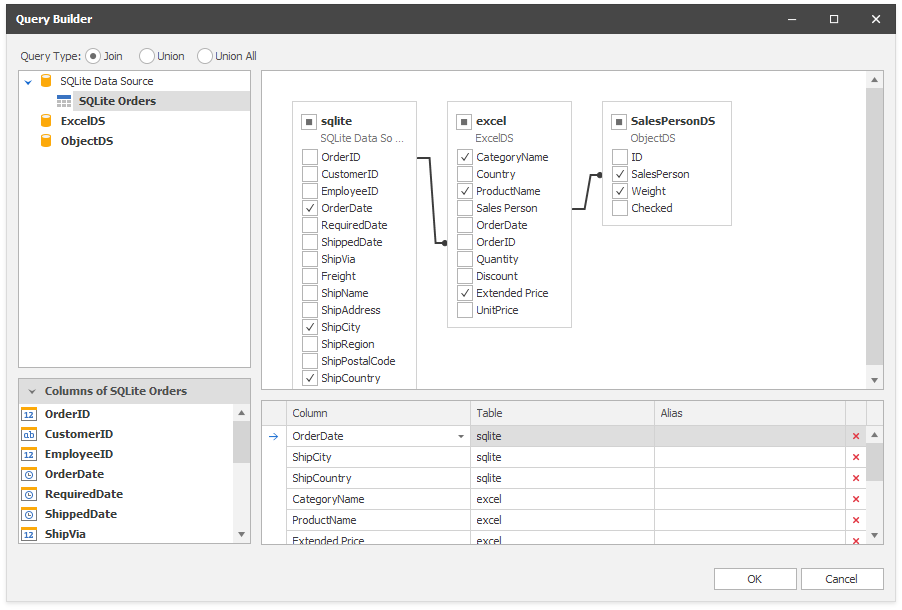 Query Builder
Query Type: Join Union Union All
SQLite Data Source
SQLite Orders
ExcelDS
ObjectDS
sqlite
SQLite Data So ...
OrderID
CustomerID
EmployeeID
OrderDate
RequiredDate
ShippedDate
ShipVia
Freight
ShipName
ShipAddress
ShipCity
ShipRegion
ShipPostalCode
ShipCountry
excel
ExcelDS
CategoryName
Country
ProductName
Sales Person
OrderDate
OrderID
Quantity
Discount
Extended Price
UnitPrice
SalesPersonDS
ObjectDS
ID
SalesPerson
Weight
Checked
Columns of SQLite Orders
12 OrderID
ab CustomerID
12 EmployeeID
OrderDate
RequiredDate
ShippedDate
12 ShipVia
Column Table Alias
OrderDate sqlite
ShipCity sqlite
ShipCountry sqlite
CategoryName excel
ProductName excel
Extended Price excel
OK Cancel